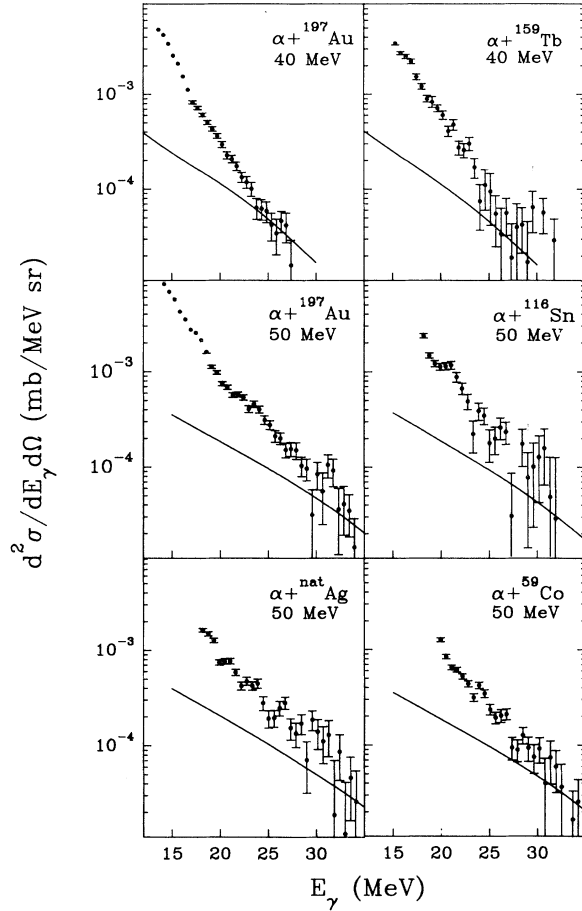 α+¹⁹⁷Au
40 MeV
α+¹⁵⁹Tb
40 MeV
10⁻³
10⁻⁴
α+¹⁹⁷Au
50 MeV
α+¹¹⁶Sn
50 MeV
10⁻³
10⁻⁴
d²σ/dE_γdΩ (mb/MeV sr)
α+ⁿᵃᵗAg
50 MeV
α+⁵⁹Co
50 MeV
10⁻³
10⁻⁴
15 20 25 30 15 20 25 30
E_γ (MeV)